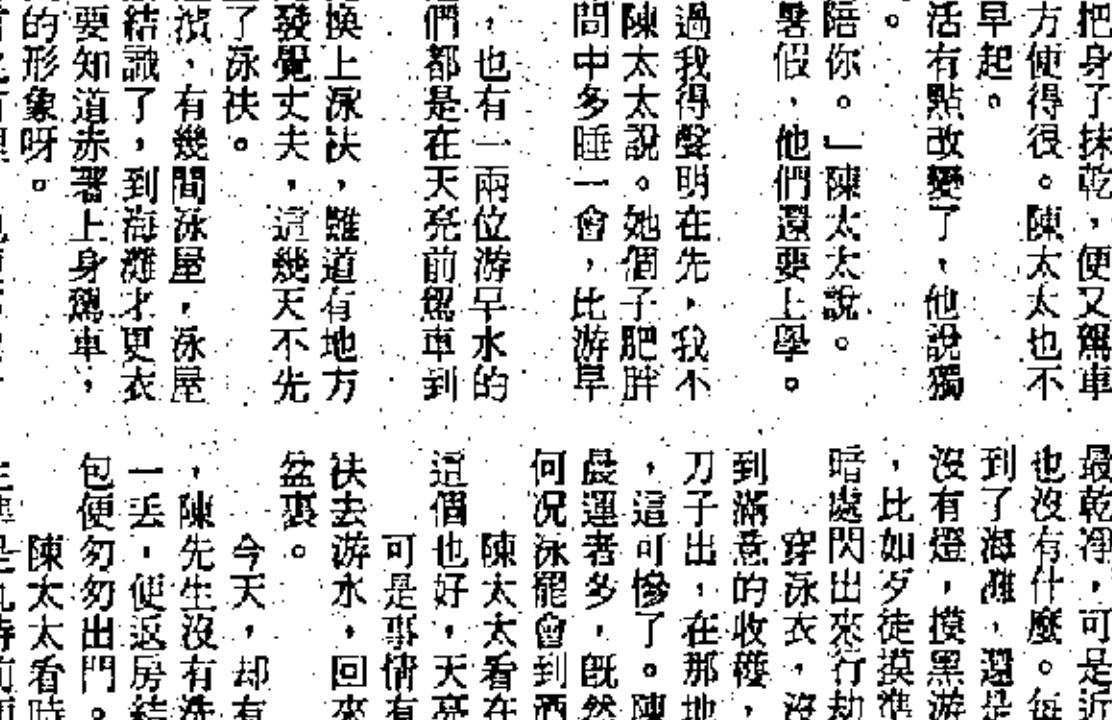 把身子抹乾，便又駕車
方便得很。陳太太也不
早起。
活有點改變了，他說獨
。
陪你。」陳太太說。
暑假，他們還要上學。
過我得聲明在先，我不
陳太太說。她個子肥胖
間中多睡一會，比游早
，也有一兩位游早水的
們都是在天亮前駕車到
換上泳衭，雖道有地方
發覺丈夫，這幾天不先
了泳衭。
，有幾間泳屋，泳屋
結識了，到海灘才更衣
要知道赤著上身駕車，
的形象呀。
最乾淨，可是近
也沒有什麼。每
到了海灘，還是
沒有燈，摸黑游
，比如歹徒摸準
暗處閃出來行劫
穿泳衣，沒
到滿意的收穫，
刀子出，在那地
，這可慘了。陳
晨運者多，既然
何況泳罷會到酒
陳太太看在
這個也好，天亮
可是事情有
衭去游水，回來
盆裏。
今天，却有
，陳先生沒有洗
一丟，便返房結
包便匆匆出門。
陳太太看時